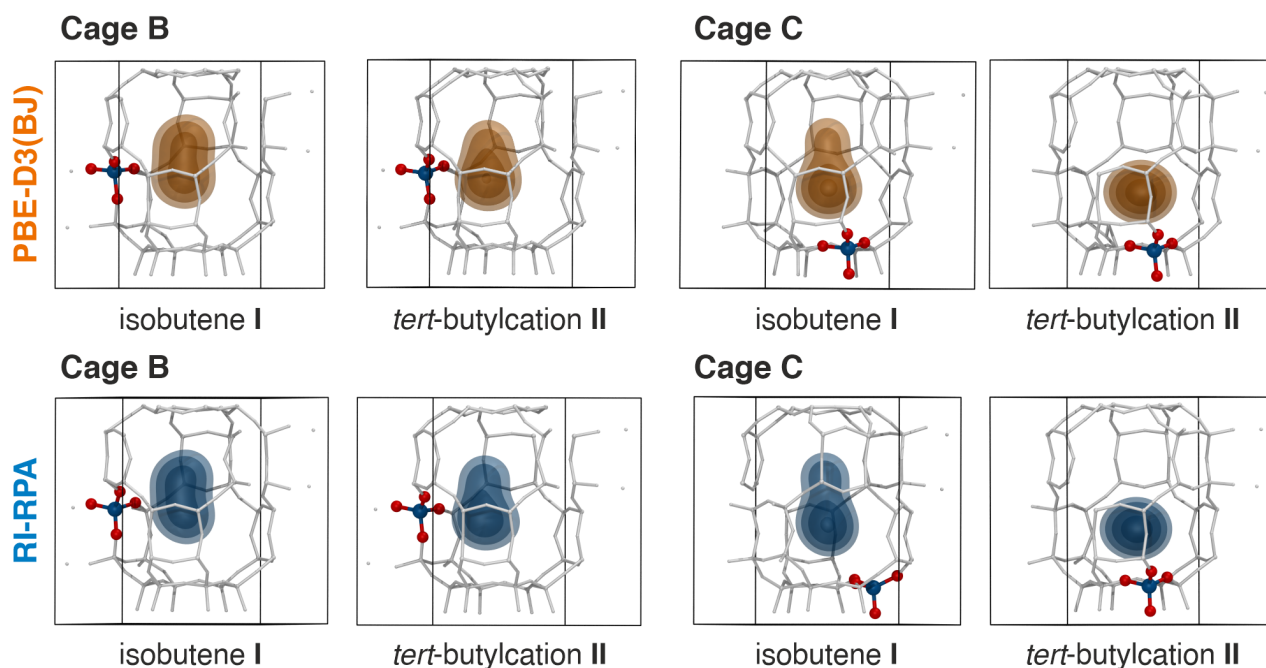 Cage B
Cage C
PBE-D3(BJ)
isobutene I
tert-butylcation II
isobutene I
tert-butylcation II
Cage B
Cage C
RI-RPA
isobutene I
tert-butylcation II
isobutene I
tert-butylcation II